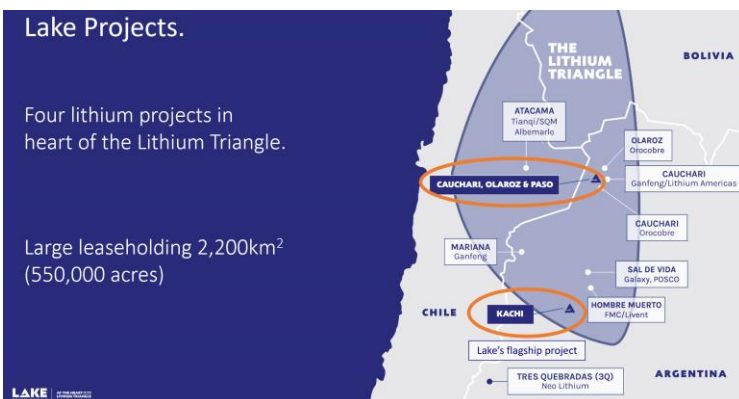 Lake Projects.
Four lithium projects in
heart of the Lithium Triangle.
Large leaseholding 2,200km²
(550,000 acres)
LAKE
THE
LITHIUM
TRIANGLE
BOLIVIA
ATACAMA
Tianqi/SQM
Albemarle
OLAROZ
Orocobre
CAUCHARI, OLAROZ & PASO
CAUCHARI
Ganfeng/Lithium Americas
CAUCHARI
Orocobre
MARIANA
Ganfeng
SAL DE VIDA
Galaxy, POSCO
HOMBRE MUERTO
FMC/Livent
CHILE
KACHI
Lake's flagship project
TRES QUEBRADAS (3Q)
Neo Lithium
ARGENTINA